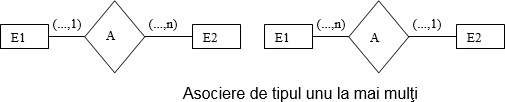 (...,1) (...,n) (...,n) (...,1)
E1 A E2 E1 A E2
Asociere de tipul unu la mai mulţi